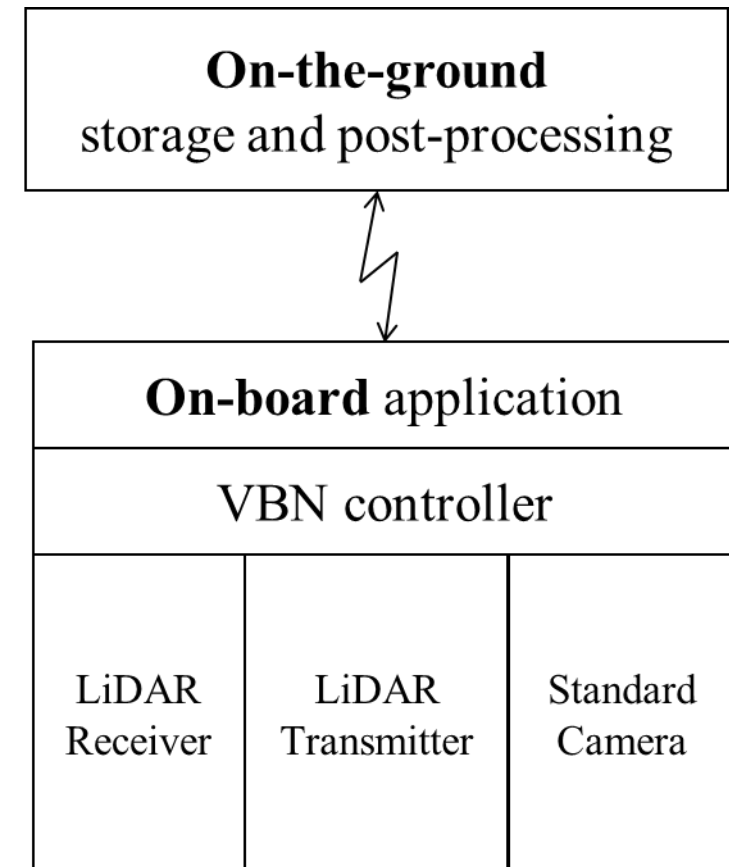 On-the-ground
storage and post-processing
On-board application
VBN controller
LiDAR
Receiver
LiDAR
Transmitter
Standard
Camera